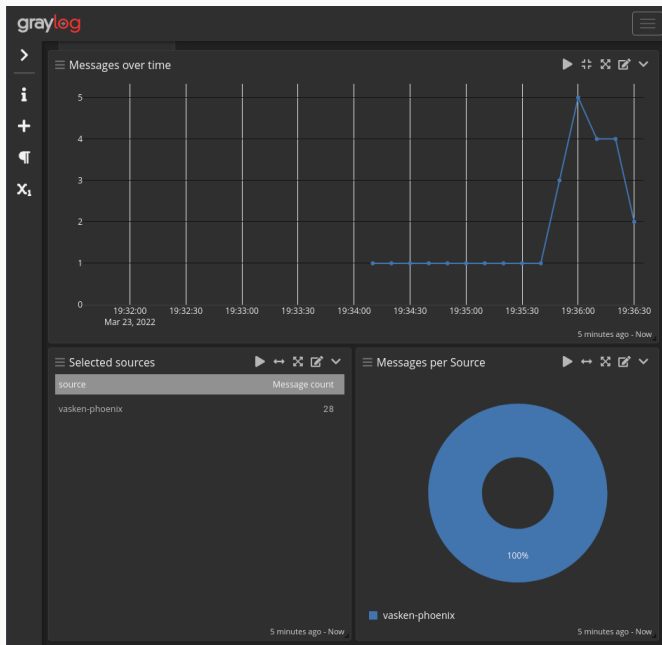 graylog
Messages over time
5
4
3
2
1
0
19:32:00 19:32:30 19:33:00 19:33:30 19:34:00 19:34:30 19:35:00 19:35:30 19:36:00 19:36:30
Mar 23, 2022
5 minutes ago - Now
Selected sources
source Message count
vasken-phoenix 28
5 minutes ago - Now
Messages per Source
100%
vasken-phoenix
5 minutes ago - Now